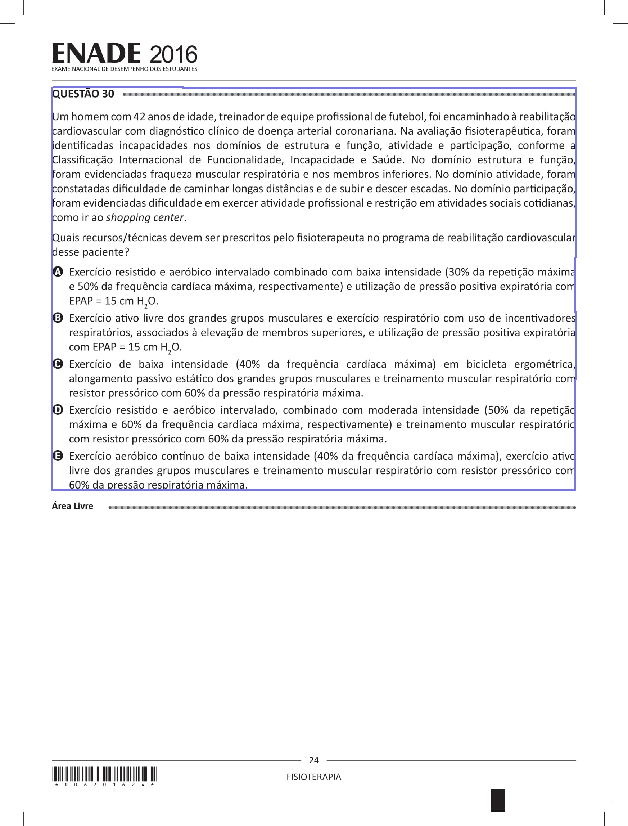 ENADE 2016
EXAME NACIONAL DE DESEMPENHO DOS ESTUDANTES
QUESTÃO 30
Um homem com 42 anos de idade, treinador de equipe profissional de futebol, foi encaminhado à reabilitação
cardiovascular com diagnóstico clínico de doença arterial coronariana. Na avaliação fisioterapêutica, foram
identificadas incapacidades nos domínios de estrutura e função, atividade e participação, conforme a
Classificação Internacional de Funcionalidade, Incapacidade e Saúde. No domínio estrutura e função,
foram evidenciadas fraqueza muscular respiratória e nos membros inferiores. No domínio atividade, foram
constatadas dificuldade de caminhar longas distâncias e de subir e descer escadas. No domínio participação,
foram evidenciadas dificuldade em exercer atividade profissional e restrição em atividades sociais cotidianas,
como ir ao shopping center.
Quais recursos/técnicas devem ser prescritos pelo fisioterapeuta no programa de reabilitação cardiovascular
desse paciente?
A Exercício resistido e aeróbico intervalado combinado com baixa intensidade (30% da repetição máxima
e 50% da frequência cardíaca máxima, respectivamente) e utilização de pressão positiva expiratória com
EPAP = 15 cm H2O.
B Exercício ativo livre dos grandes grupos musculares e exercício respiratório com uso de incentivadores
respiratórios, associados à elevação de membros superiores, e utilização de pressão positiva expiratória
com EPAP = 15 cm H2O.
C Exercício de baixa intensidade (40% da frequência cardíaca máxima) em bicicleta ergométrica,
alongamento passivo estático dos grandes grupos musculares e treinamento muscular respiratório com
resistor pressórico com 60% da pressão respiratória máxima.
D Exercício resistido e aeróbico intervalado, combinado com moderada intensidade (50% da repetição
máxima e 60% da frequência cardíaca máxima, respectivamente) e treinamento muscular respiratório
com resistor pressórico com 60% da pressão respiratória máxima.
E Exercício aeróbico contínuo de baixa intensidade (40% da frequência cardíaca máxima), exercício ativo
livre dos grandes grupos musculares e treinamento muscular respiratório com resistor pressórico com
60% da pressão respiratória máxima.
Área Livre
24
FISIOTERAPIA